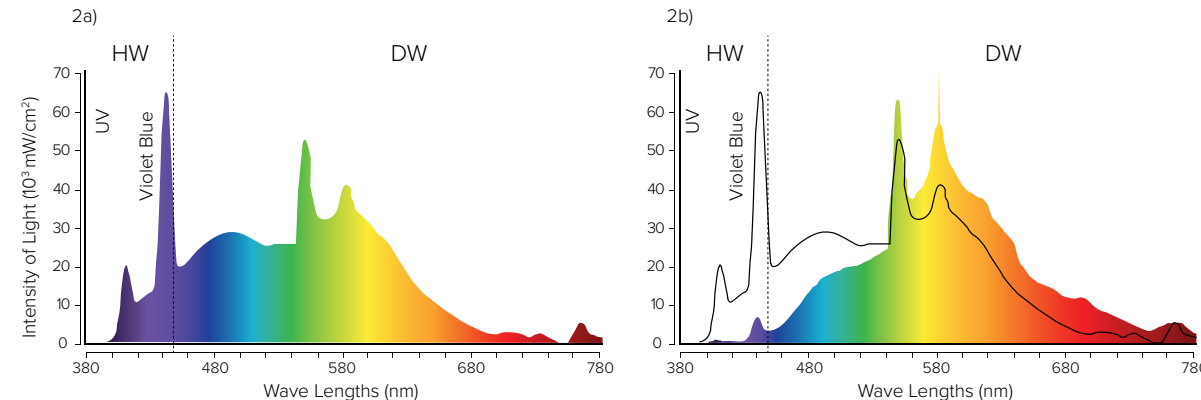 2a)
HW
DW
70
60
50
40
30
20
10
0
Intensity of Light (10³ mW/cm²)
UV
Violet Blue
380
480
580
680
780
Wave Lengths (nm)
2b)
HW
DW
70
60
50
40
30
20
10
0
UV
Violet Blue
380
480
580
680
780
Wave Lengths (nm)